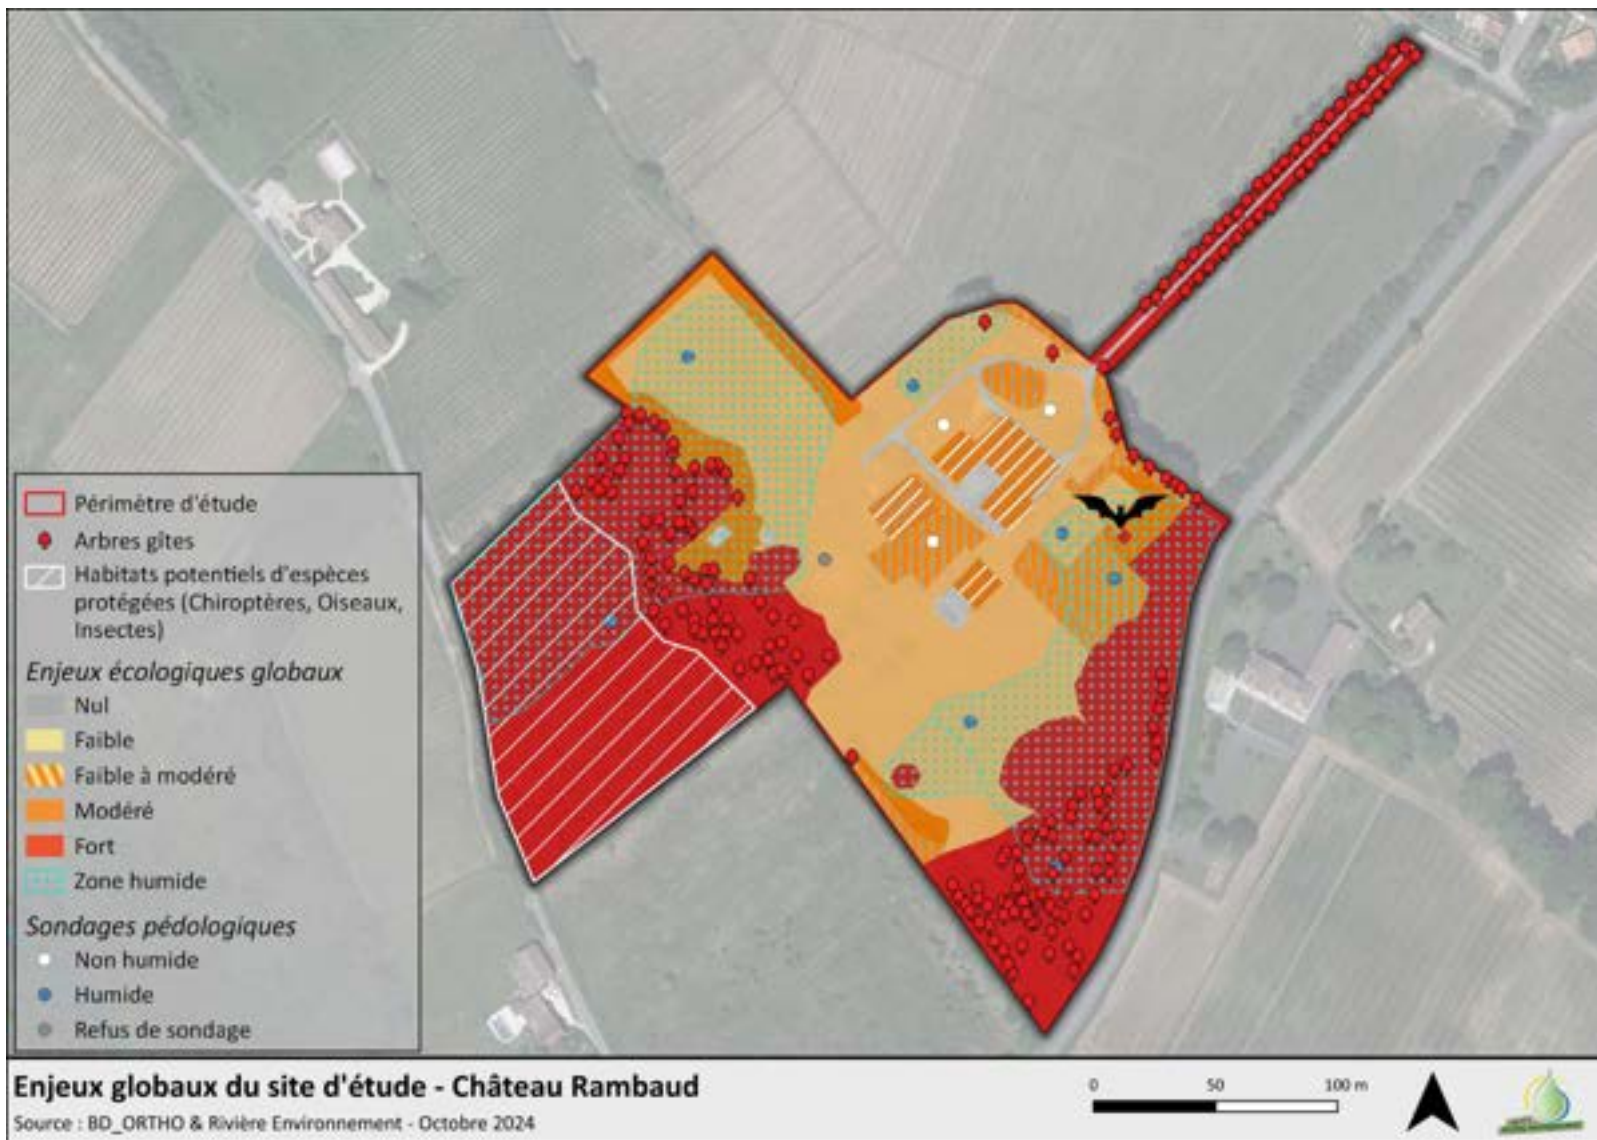 Périmètre d'étude
Arbres gîtes
Habitats potentiels d'espèces
protégées (Chiroptères, Oiseaux,
Insectes)
Enjeux écologiques globaux
Nul
Faible
Faible à modéré
Modéré
Fort
Zone humide
Sondages pédologiques
Non humide
Humide
Refus de sondage
Enjeux globaux du site d'étude - Château Rambaud
Source : BD_ORTHO & Rivière Environnement - Octobre 2024
0 50 100 m